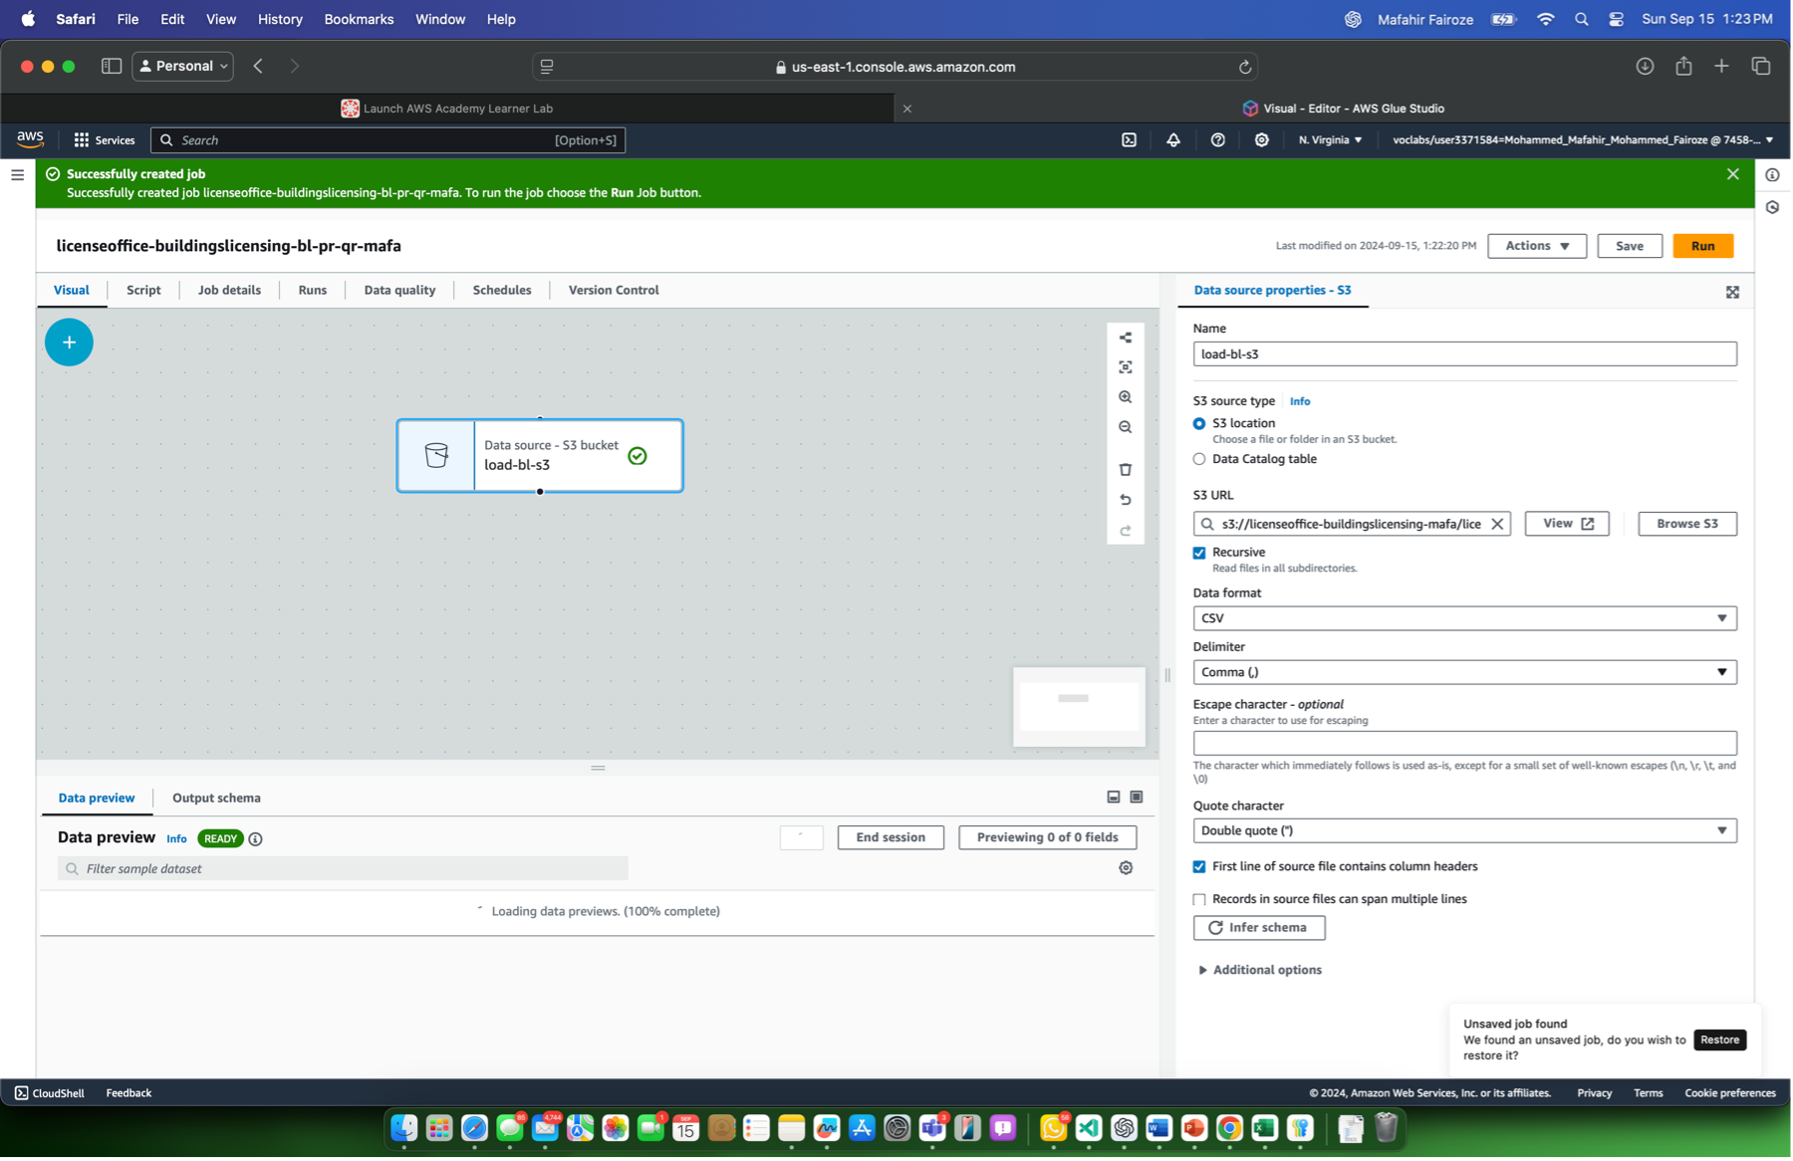 Safari File Edit View History Bookmarks Window Help Mafahir Fairoze Sun Sep 15 1:23 PM
Personal us-east-1.console.aws.amazon.com
Launch AWS Academy Learner Lab Visual - Editor - AWS Glue Studio
aws Services Search [Option+S] N. Virginia voclabs/user3371584=Mohammed_Mafahir_Mohammed_Fairoze @ 7458-...
Successfully created job
Successfully created job licenseoffice-buildingslicensing-bl-pr-qr-mafa. To run the job choose the Run Job button.
licenseoffice-buildingslicensing-bl-pr-qr-mafa
Last modified on 2024-09-15, 1:22:20 PM Actions Save Run
Visual Script Job details Runs Data quality Schedules Version Control
Data source - S3 bucket
load-bl-s3
Data source properties - S3
Name
load-bl-s3
S3 source type Info
S3 location
Choose a file or folder in an S3 bucket.
Data Catalog table
S3 URL
s3://licenseoffice-buildingslicensing-mafa/lice View Browse S3
Recursive
Read files in all subdirectories.
Data format
CSV
Delimiter
Comma (,)
Escape character - optional
Enter a character to use for escaping
The character which immediately follows is used as-is, except for a small set of well-known escapes (\n, \r, \t, and
\0)
Quote character
Double quote (")
First line of source file contains column headers
Records in source files can span multiple lines
Infer schema
Additional options
Data preview Output schema
Data preview Info READY End session Previewing 0 of 0 fields
Filter sample dataset
Loading data previews. (100% complete)
Unsaved job found
We found an unsaved job, do you wish to
restore it?
Restore
CloudShell Feedback © 2024, Amazon Web Services, Inc. or its affiliates. Privacy Terms Cookie preferences
85 4,744 1 SEP 15 3 58